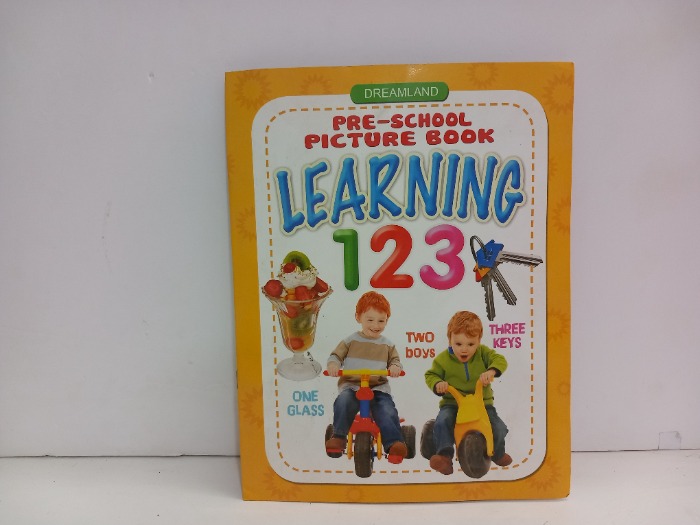 DREAMLAND
PRE-SCHOOL
PICTURE BOOK
LEARNING
123
ONE
GLASS
TWO
BOYS
THREE
KEYS